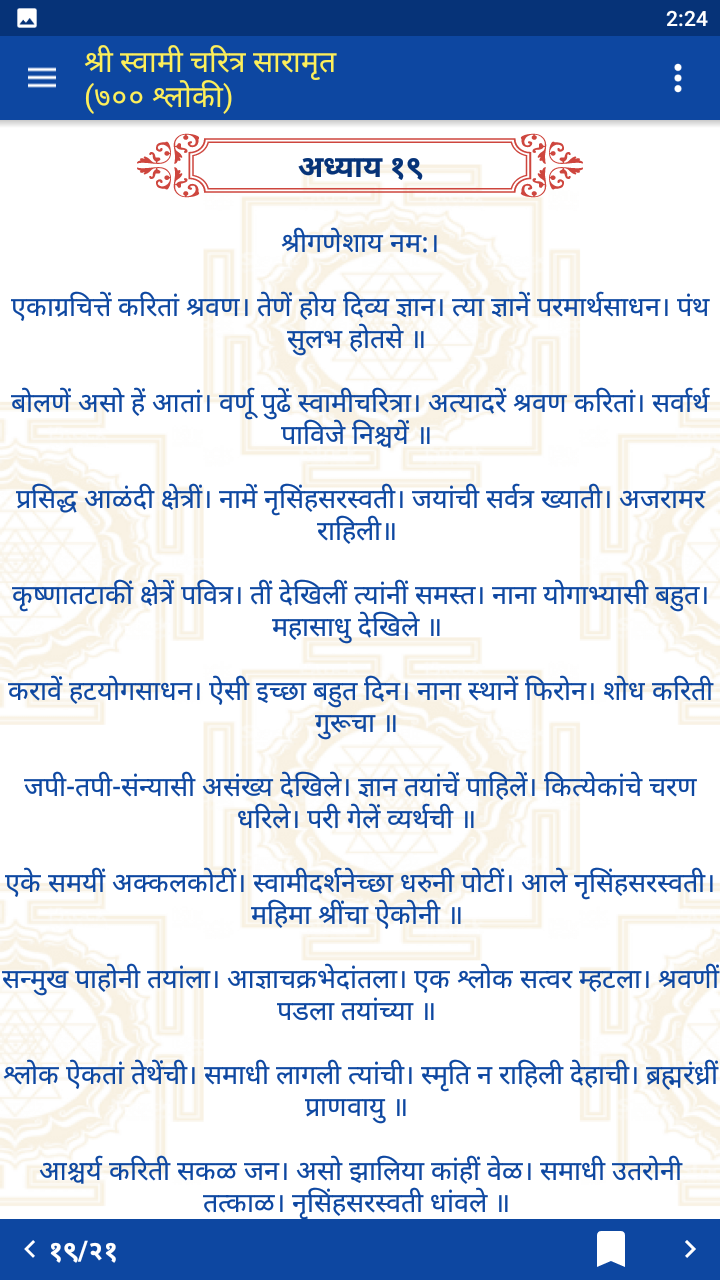 2:24
श्री स्वामी चरित्र सारामृत
(७०० श्लोकी)
अध्याय १९
श्रीगणेशाय नम:।
एकाग्रचित्तें करितां श्रवण। तेणें होय दिव्य ज्ञान। त्या ज्ञानें परमार्थसाधन। पंथ
सुलभ होतसे ॥
बोलणें असो हें आतां। वर्णू पुढें स्वामीचरित्रा। अत्यादरें श्रवण करितां। सर्वार्थ
पाविजे निश्चयें ॥
प्रसिद्ध आळंदी क्षेत्रीं। नामें नृसिंहसरस्वती। जयांची सर्वत्र ख्याती। अजरामर
राहिली॥
कृष्णातटाकीं क्षेत्रें पवित्र। तीं देखिलीं त्यांनीं समस्त। नाना योगाभ्यासी बहुत।
महासाधु देखिले ॥
करावें हटयोगसाधन। ऐसी इच्छा बहुत दिन। नाना स्थानें फिरोन। शोध करिती
गुरूचा ॥
जपी-तपी-संन्यासी असंख्य देखिले। ज्ञान तयांचें पाहिलें। कित्येकांचे चरण
धरिले। परी गेलें व्यर्थची ॥
एके समयीं अक्कलकोटीं। स्वामीदर्शनेच्छा धरुनी पोटीं। आले नृसिंहसरस्वती।
महिमा श्रींचा ऐकोनी ॥
सन्मुख पाहोनी तयांला। आज्ञाचक्रभेदांतला। एक श्लोक सत्वर म्हटला। श्रवणीं
पडला तयांच्या ॥
श्लोक ऐकतां तेथेंची। समाधी लागली त्यांची। स्मृति न राहिली देहाची। ब्रह्मरंध्रीं
प्राणवायु ॥
आश्चर्य करिती सकळ जन। असो झालिया कांहीं वेळ। समाधी उतरोनी
तत्काळ। नृसिंहसरस्वती धांवले ॥
१९/२१